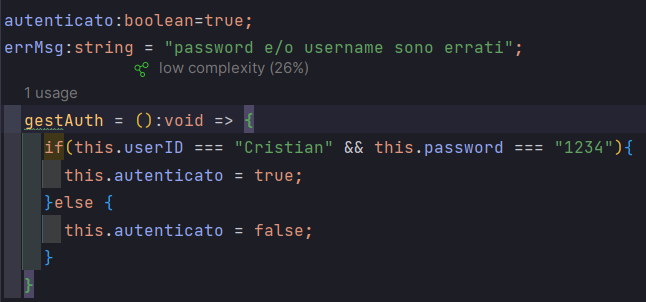 autenticato:boolean=true;
errMsg:string = "password e/o username sono errati";
low complexity (26%)
1 usage
gestAuth = ():void => {
if(this.userID === "Cristian" && this.password === "1234"){
this.autenticato = true;
}else {
this.autenticato = false;
}
}